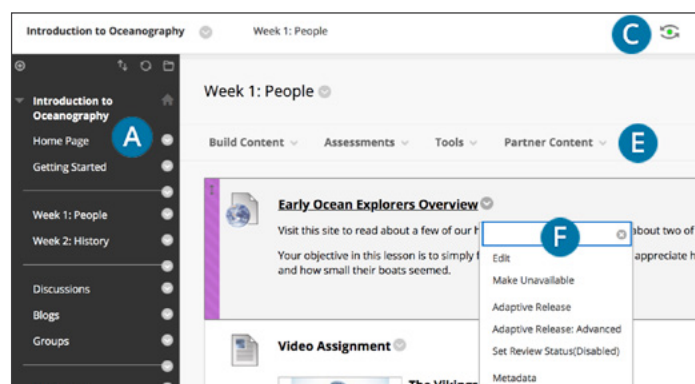 Introduction to Oceanography
Week 1: People
C
Introduction to
Oceanography
Home Page
A
Getting Started
Week 1: People
Week 2: History
Discussions
Blogs
Groups
Week 1: People
Build Content
Assessments
Tools
Partner Content
E
Early Ocean Explorers Overview
Visit this site to read about a few of our
about two of
Your objective in this lesson is to simply
appreciate
and how small their boats seemed.
F
Edit
Make Unavailable
Adaptive Release
Adaptive Release: Advanced
Set Review Status(Disabled)
Metadata
Video Assignment
The Vikings